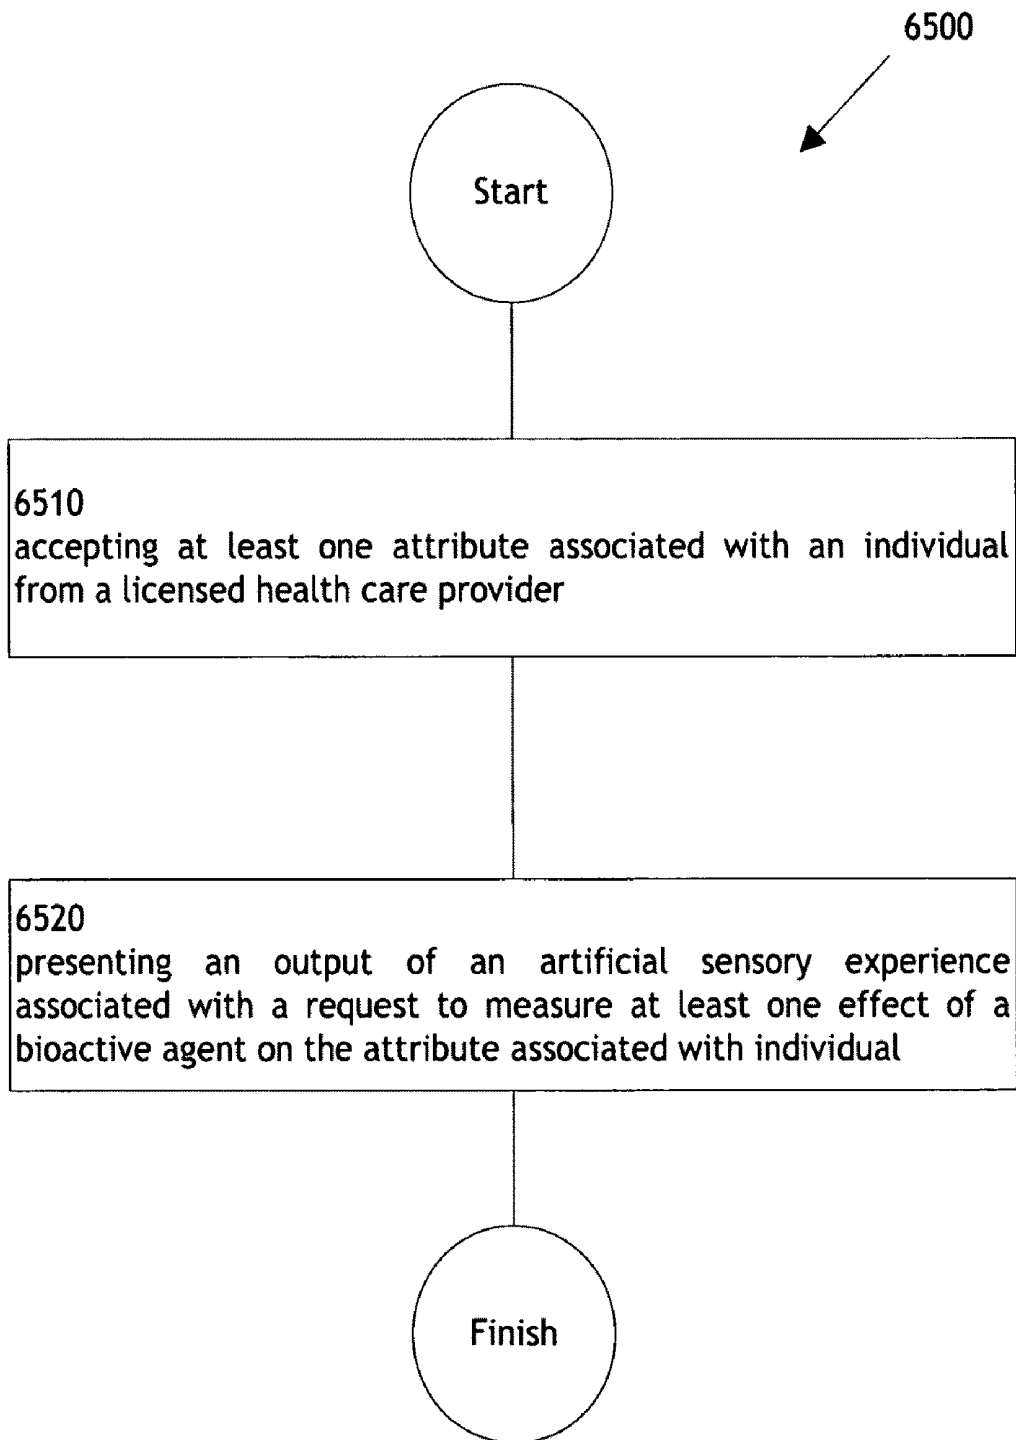 6500
Start
6510
accepting at least one attribute associated with an individual
from a licensed health care provider
6520
presenting an output of an artificial sensory experience
associated with a request to measure at least one effect of a
bioactive agent on the attribute associated with individual
Finish